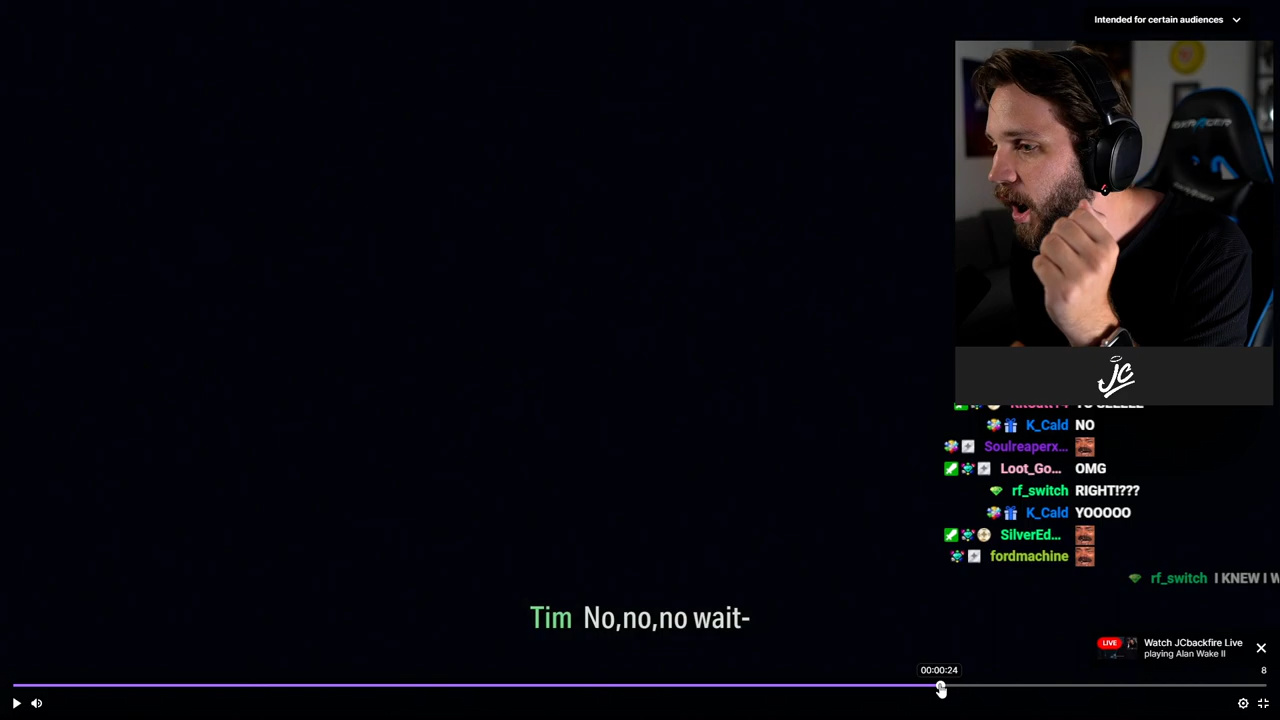 Intended for certain audiences
JC
K_Cald NO
Soulreaperx...
Loot_Go... OMG
rf_switch RIGHT!???
K_Cald YOOOOO
SilverEd...
fordmachine
rf_switch I KNEW I W
Tim No,no,no wait-
LIVE Watch JCbackfire Live
playing Alan Wake II
00:00:24
8